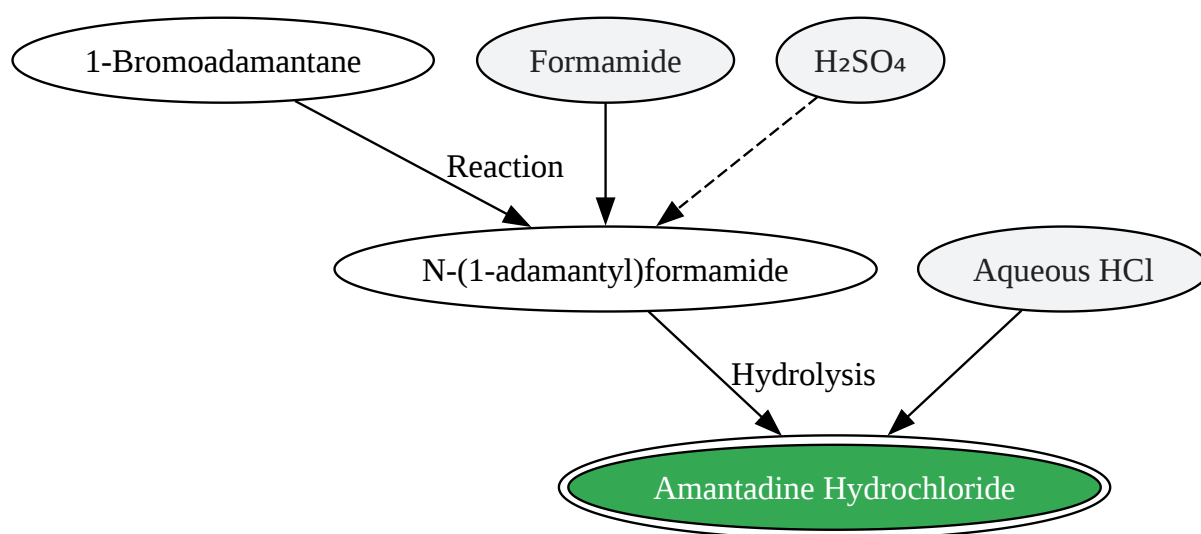 1-Bromoadamantane
Formamide
H₂SO₄
Reaction
N-(1-adamantyl)formamide
Aqueous HCl
Hydrolysis
Amantadine Hydrochloride